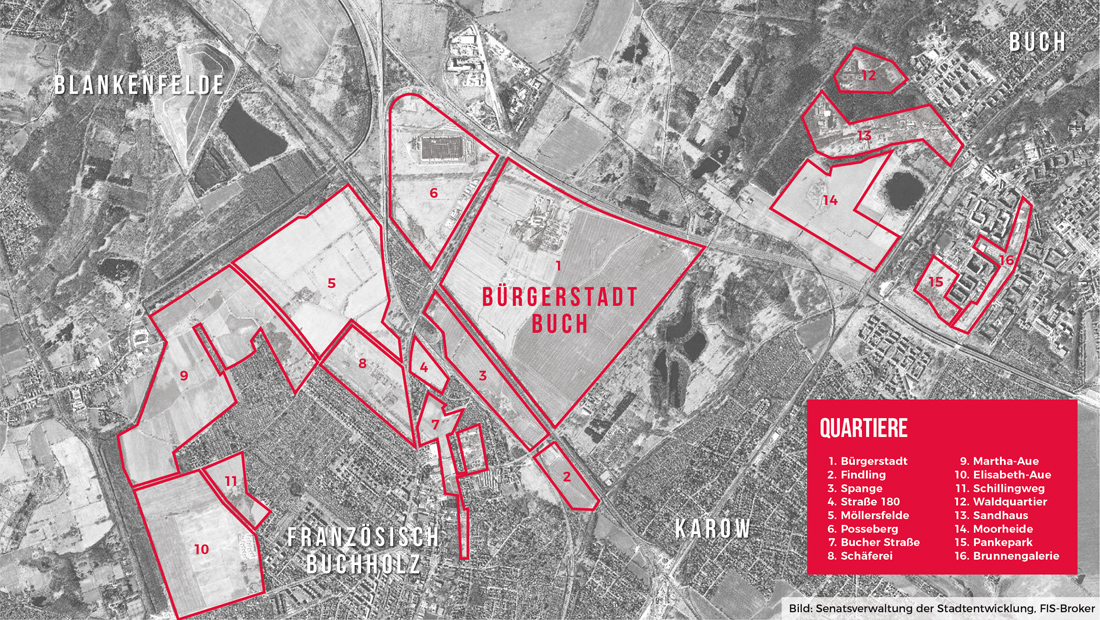 BUCH
BLANKENFELDE
12
13
6
14
1
16
5
15
BÜRGERSTADT
BUCH
8
4
9
3
7
2
11
10
FRANZÖSISCH
BUCHHOLZ
KAROW
QUARTIERE
1. Bürgerstadt
2. Findling
3. Spange
4. Straße 180
5. Möllersfelde
6. Posseberg
7. Bucher Straße
8. Schäferei
9. Martha-Aue
10. Elisabeth-Aue
11. Schillingweg
12. Waldquartier
13. Sandhaus
14. Moorheide
15. Pankepark
16. Brunnengalerie
Bild: Senatsverwaltung der Stadtentwicklung, FIS-Broker